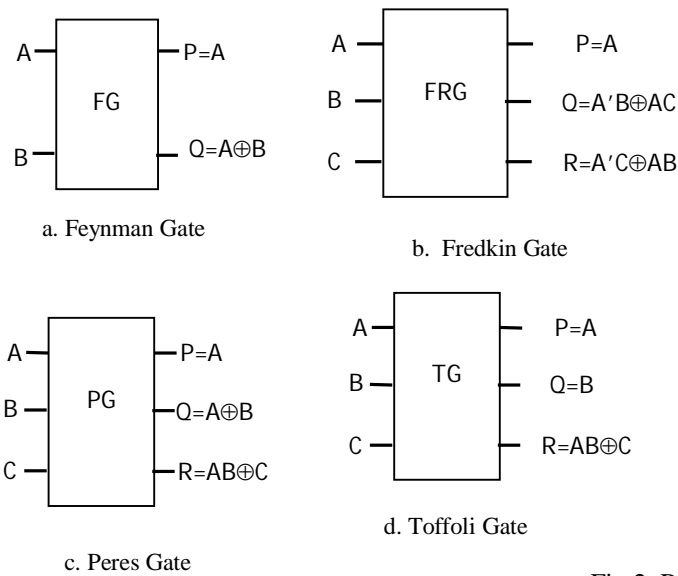 A
P=A
FG
B
Q=A⊕B
a. Feynman Gate
A
P=A
B
FRG
Q=A'B⊕AC
C
R=A'C⊕AB
b. Fredkin Gate
A
P=A
B
PG
Q=A⊕B
C
R=AB⊕C
c. Peres Gate
A
P=A
B
TG
Q=B
C
R=AB⊕C
d. Toffoli Gate